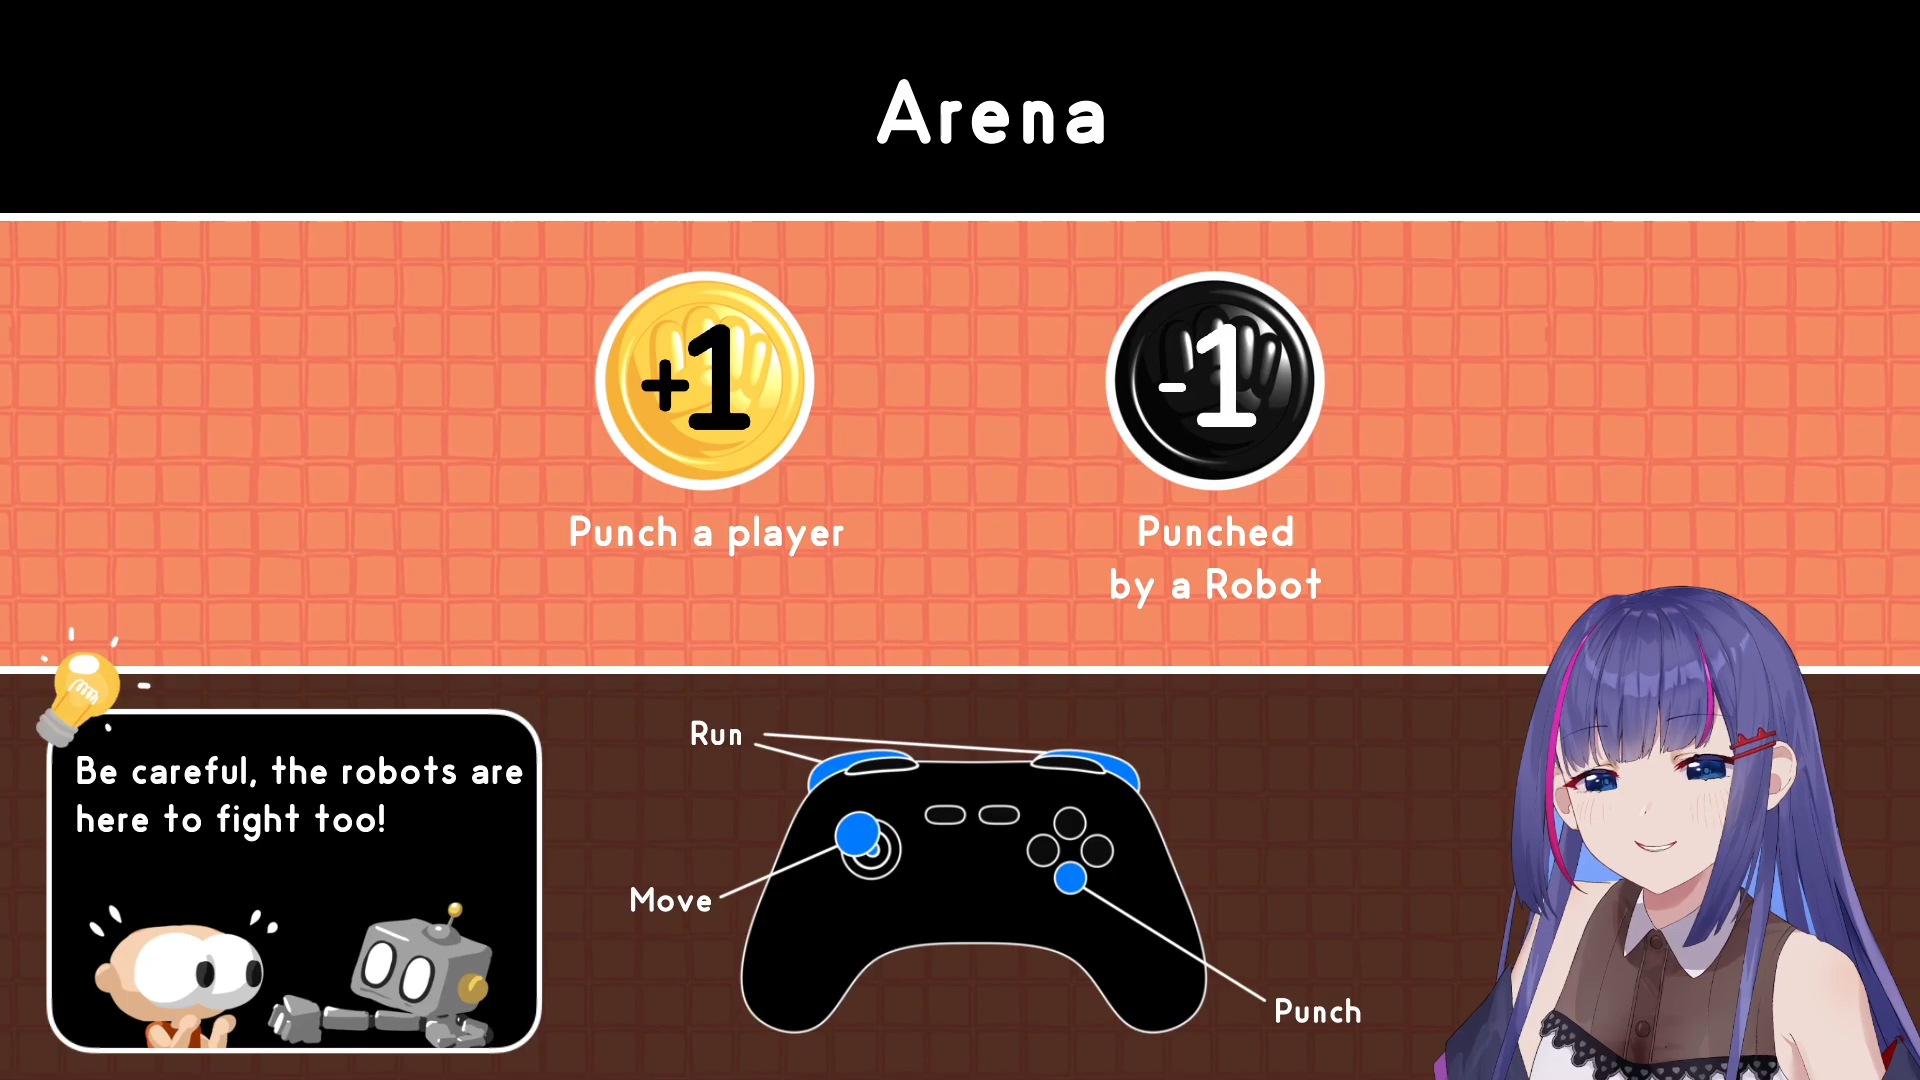 Arena
+1
-1
Punch a player
Punched
by a Robot
Be careful, the robots are
here to fight too!
Run
Move
Punch